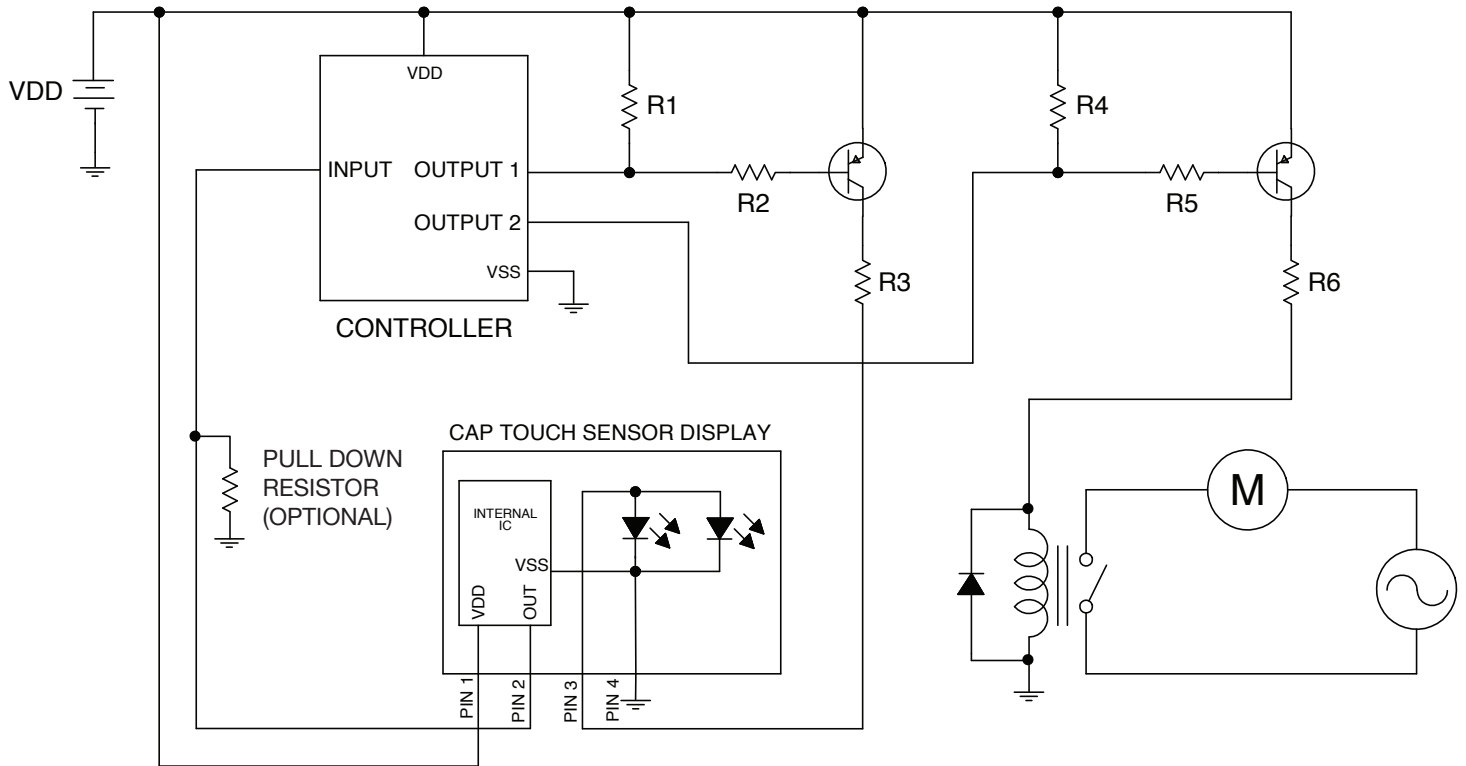 VDD
VDD
R1
R4
INPUT
OUTPUT 1
R2
R5
OUTPUT 2
VSS
R3
R6
CONTROLLER
CAP TOUCH SENSOR DISPLAY
PULL DOWN
RESISTOR
(OPTIONAL)
INTERNAL
IC
VSS
VDD
OUT
M
PIN 1
PIN 2
PIN 3
PIN 4